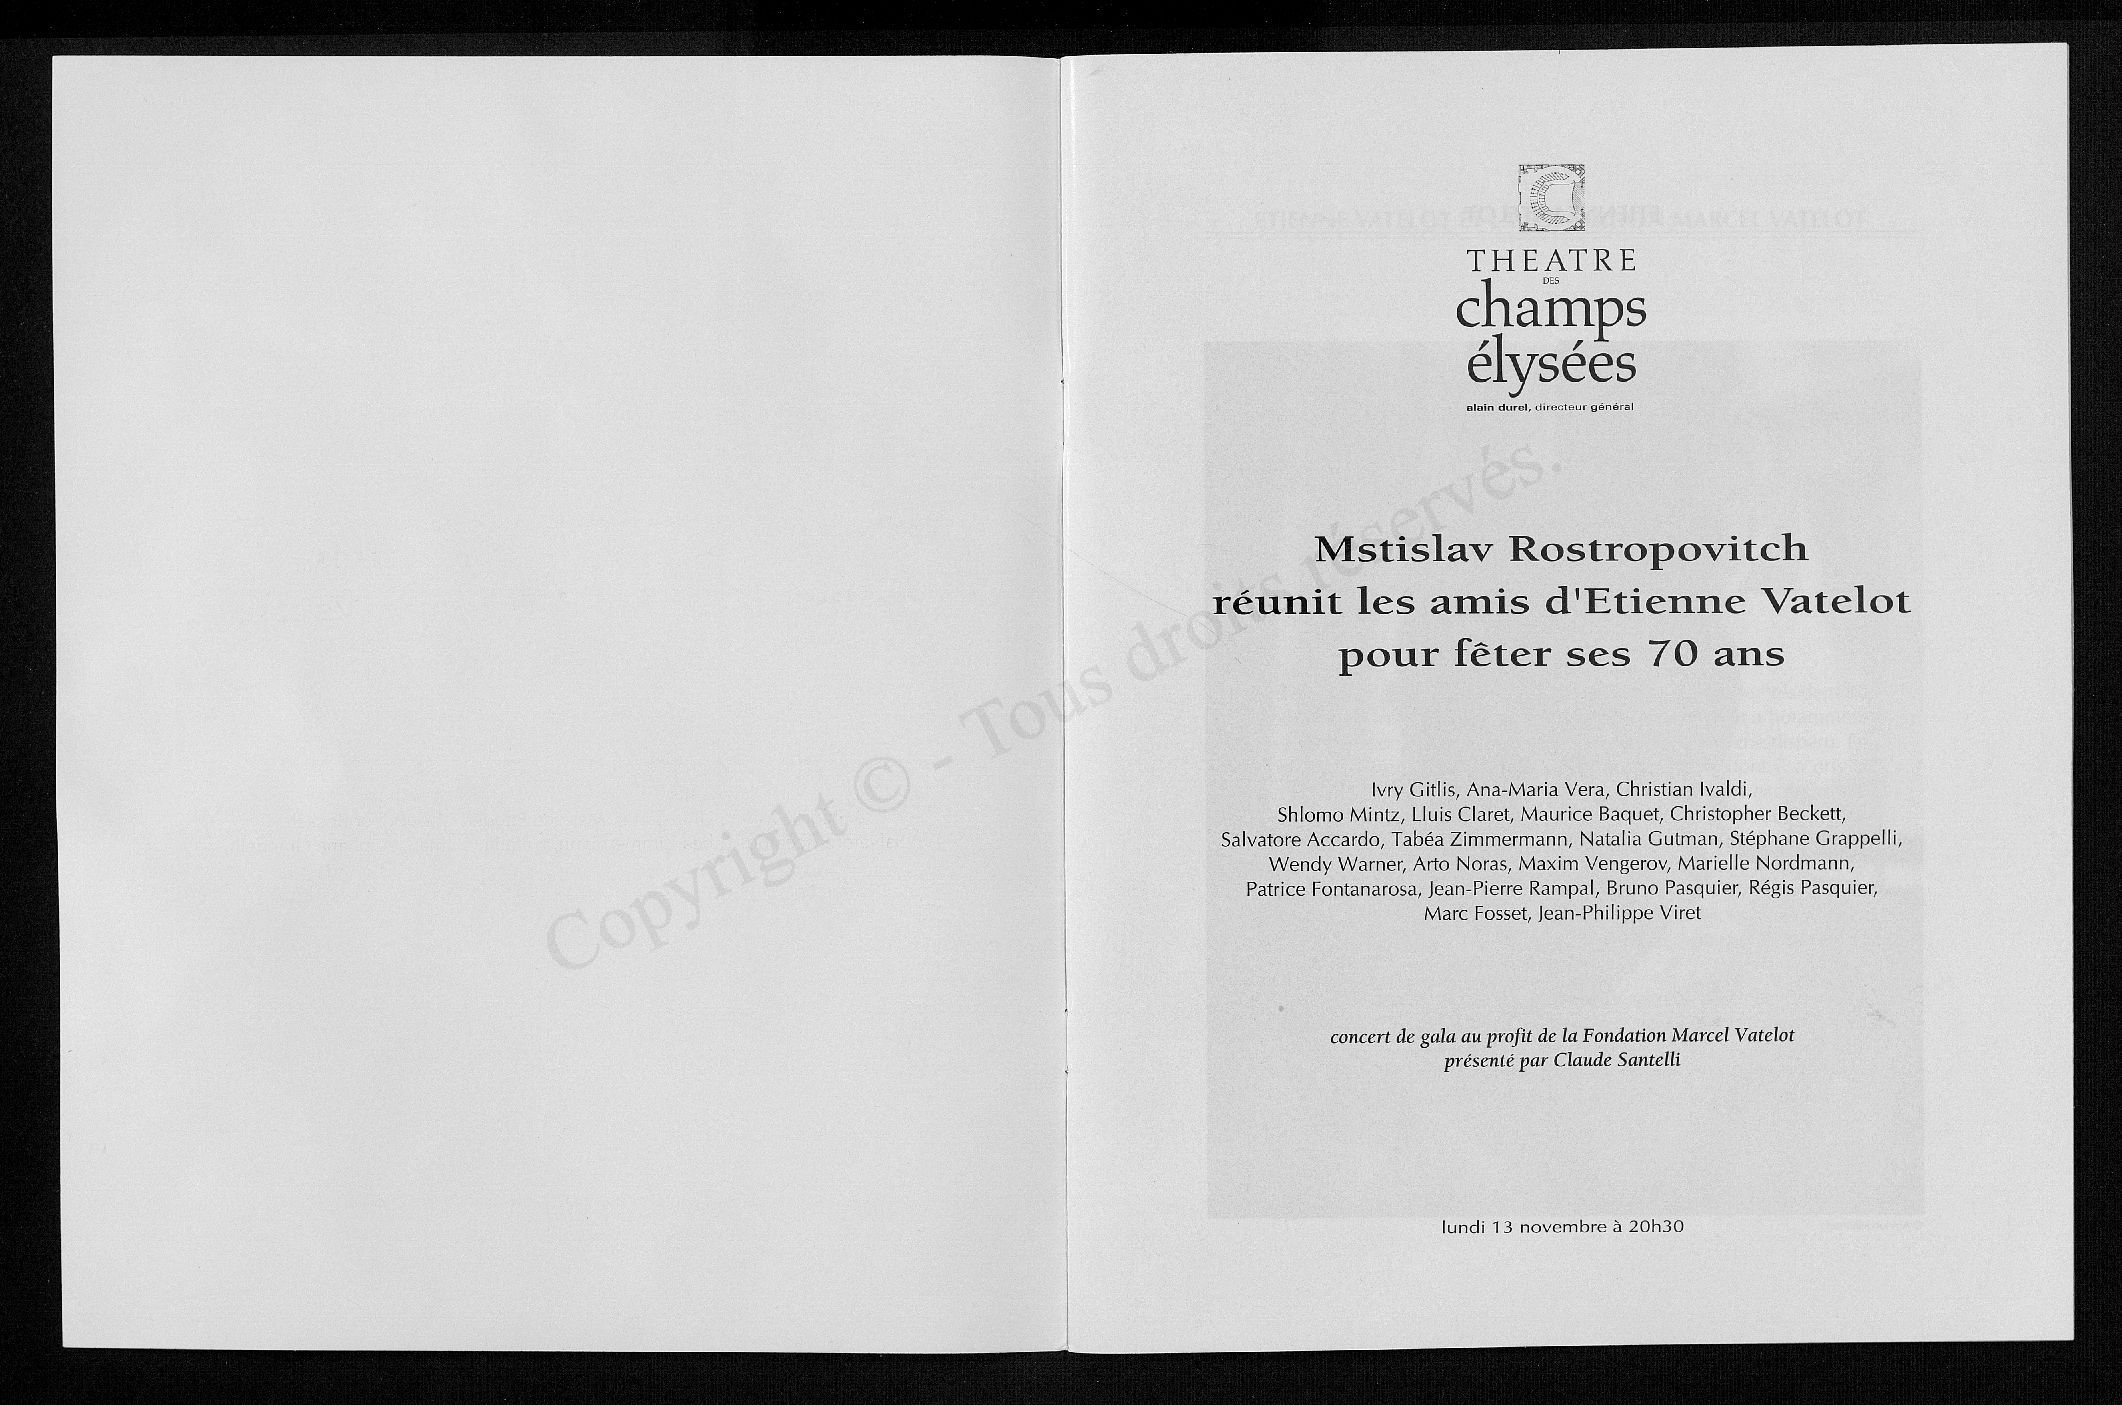 THEATRE
DES
champs
élysées
alain durel, directeur général
Mstislav Rostropovitch
réunit les amis d'Etienne Vatelot
pour fêter ses 70 ans
Ivry Gitlis, Ana-Maria Vera, Christian Ivaldi,
Shlomo Mintz, Lluis Claret, Maurice Baquet, Christopher Beckett,
Salvatore Accardo, Tabéa Zimmermann, Natalia Gutman, Stéphane Grappelli,
Wendy Warner, Arto Noras, Maxim Vengerov, Marielle Nordmann,
Patrice Fontanarosa, Jean-Pierre Rampal, Bruno Pasquier, Régis Pasquier,
Marc Fosset, Jean-Philippe Viret
concert de gala au profit de la Fondation Marcel Vatelot
présenté par Claude Santelli
lundi 13 novembre à 20h30
Copyright © - Tous droits réservés.